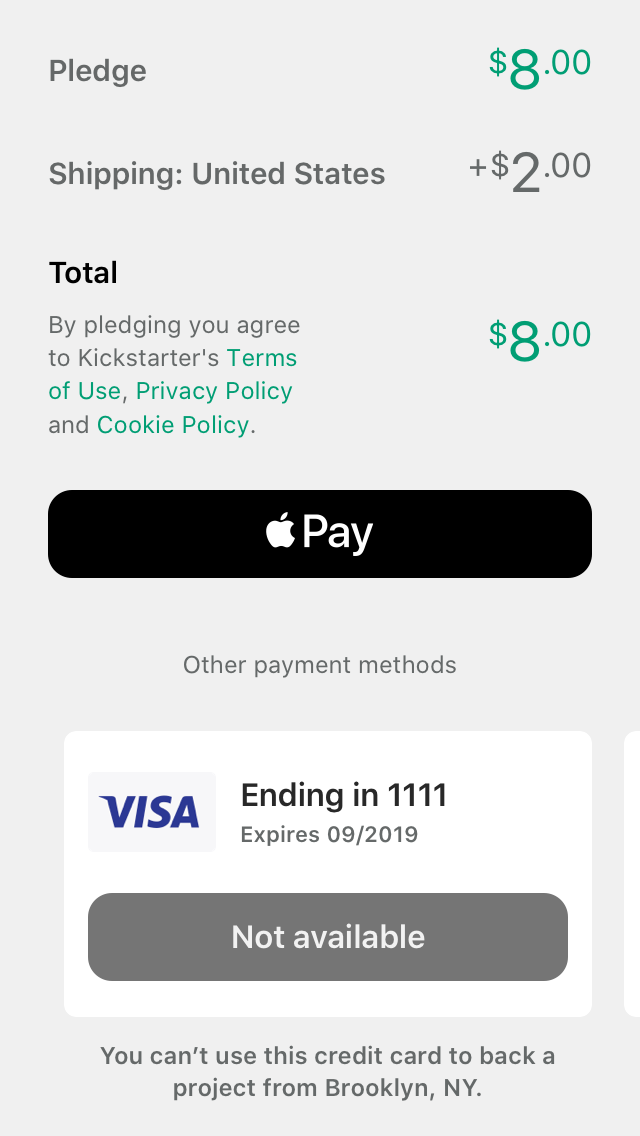 Pledge $8.00
Shipping: United States +$2.00
Total
By pledging you agree
to Kickstarter's Terms
of Use, Privacy Policy
and Cookie Policy.
$8.00
Pay
Other payment methods
VISA
Ending in 1111
Expires 09/2019
Not available
You can’t use this credit card to back a
project from Brooklyn, NY.